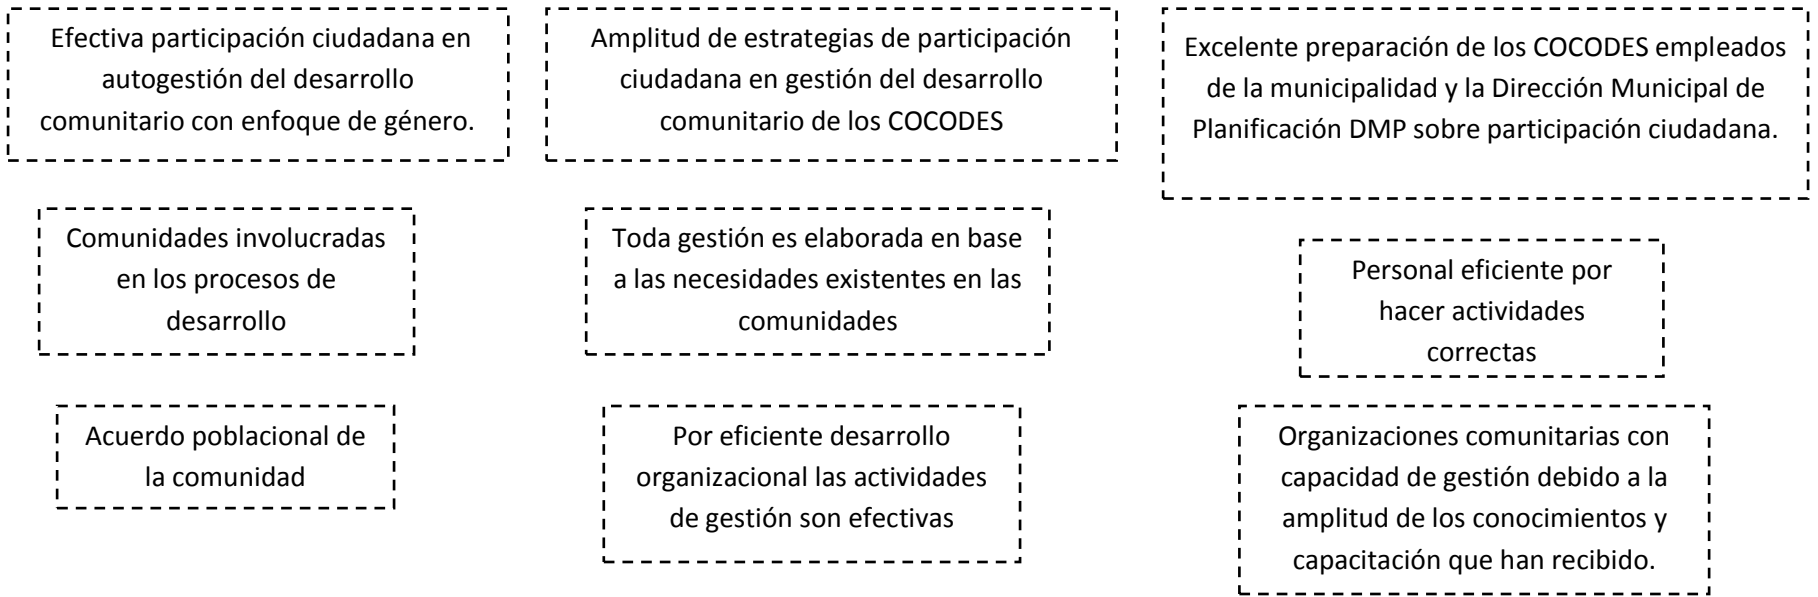 Efectiva participación ciudadana en
autogestión del desarrollo
comunitario con enfoque de género.
Amplitud de estrategias de participación
ciudadana en gestión del desarrollo
comunitario de los COCODES
Excelente preparación de los COCODES empleados
de la municipalidad y la Dirección Municipal de
Planificación DMP sobre participación ciudadana.
Comunidades involucradas
en los procesos de
desarrollo
Toda gestión es elaborada en base
a las necesidades existentes en las
comunidades
Personal eficiente por
hacer actividades
correctas
Acuerdo poblacional de
la comunidad
Por eficiente desarrollo
organizacional las actividades
de gestión son efectivas
Organizaciones comunitarias con
capacidad de gestión debido a la
amplitud de los conocimientos y
capacitación que han recibido.